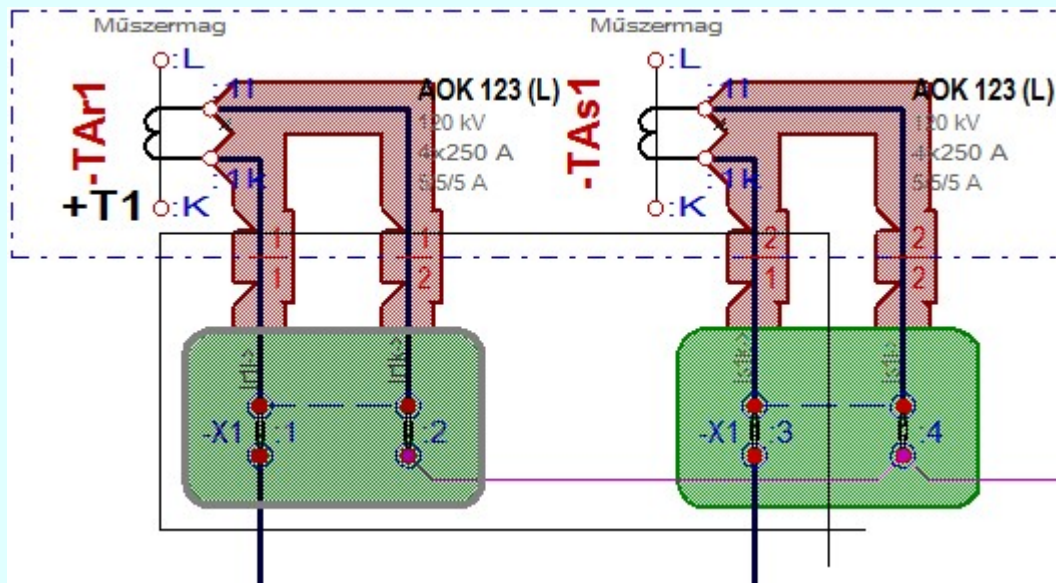 Műszermag
Műszermag
:L
:L
:1l
:1l
AOK 123 (L)
AOK 123 (L)
-TAr1
-TAs1
120 kV
120 kV
4x250 A
4x250 A
:1k
:1k
5/5/5 A
5/5/5 A
+T1
:K
:K
1
1
2
2
1
2
1
2
-X1
:1
:2
-X1
:3
:4